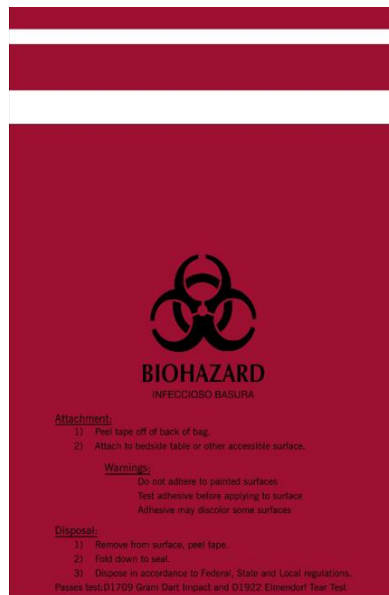 BIOHAZARD
INFECCIOSO BASURA
Attachment:
1) Peel tape off of back of bag.
2) Attach to bedside table or other accessible surface.
Warnings:
Do not adhere to painted surfaces
Test adhesive before applying to surface
Adhesive may discolor some surfaces
Disposal:
1) Remove from surface, peel tape.
2) Fold down to seal.
3) Dispose in accordance to Federal, State and Local regulations.
Passes test:D1709 Gram Dart Impact and D1922 Elmendorf Tear Test